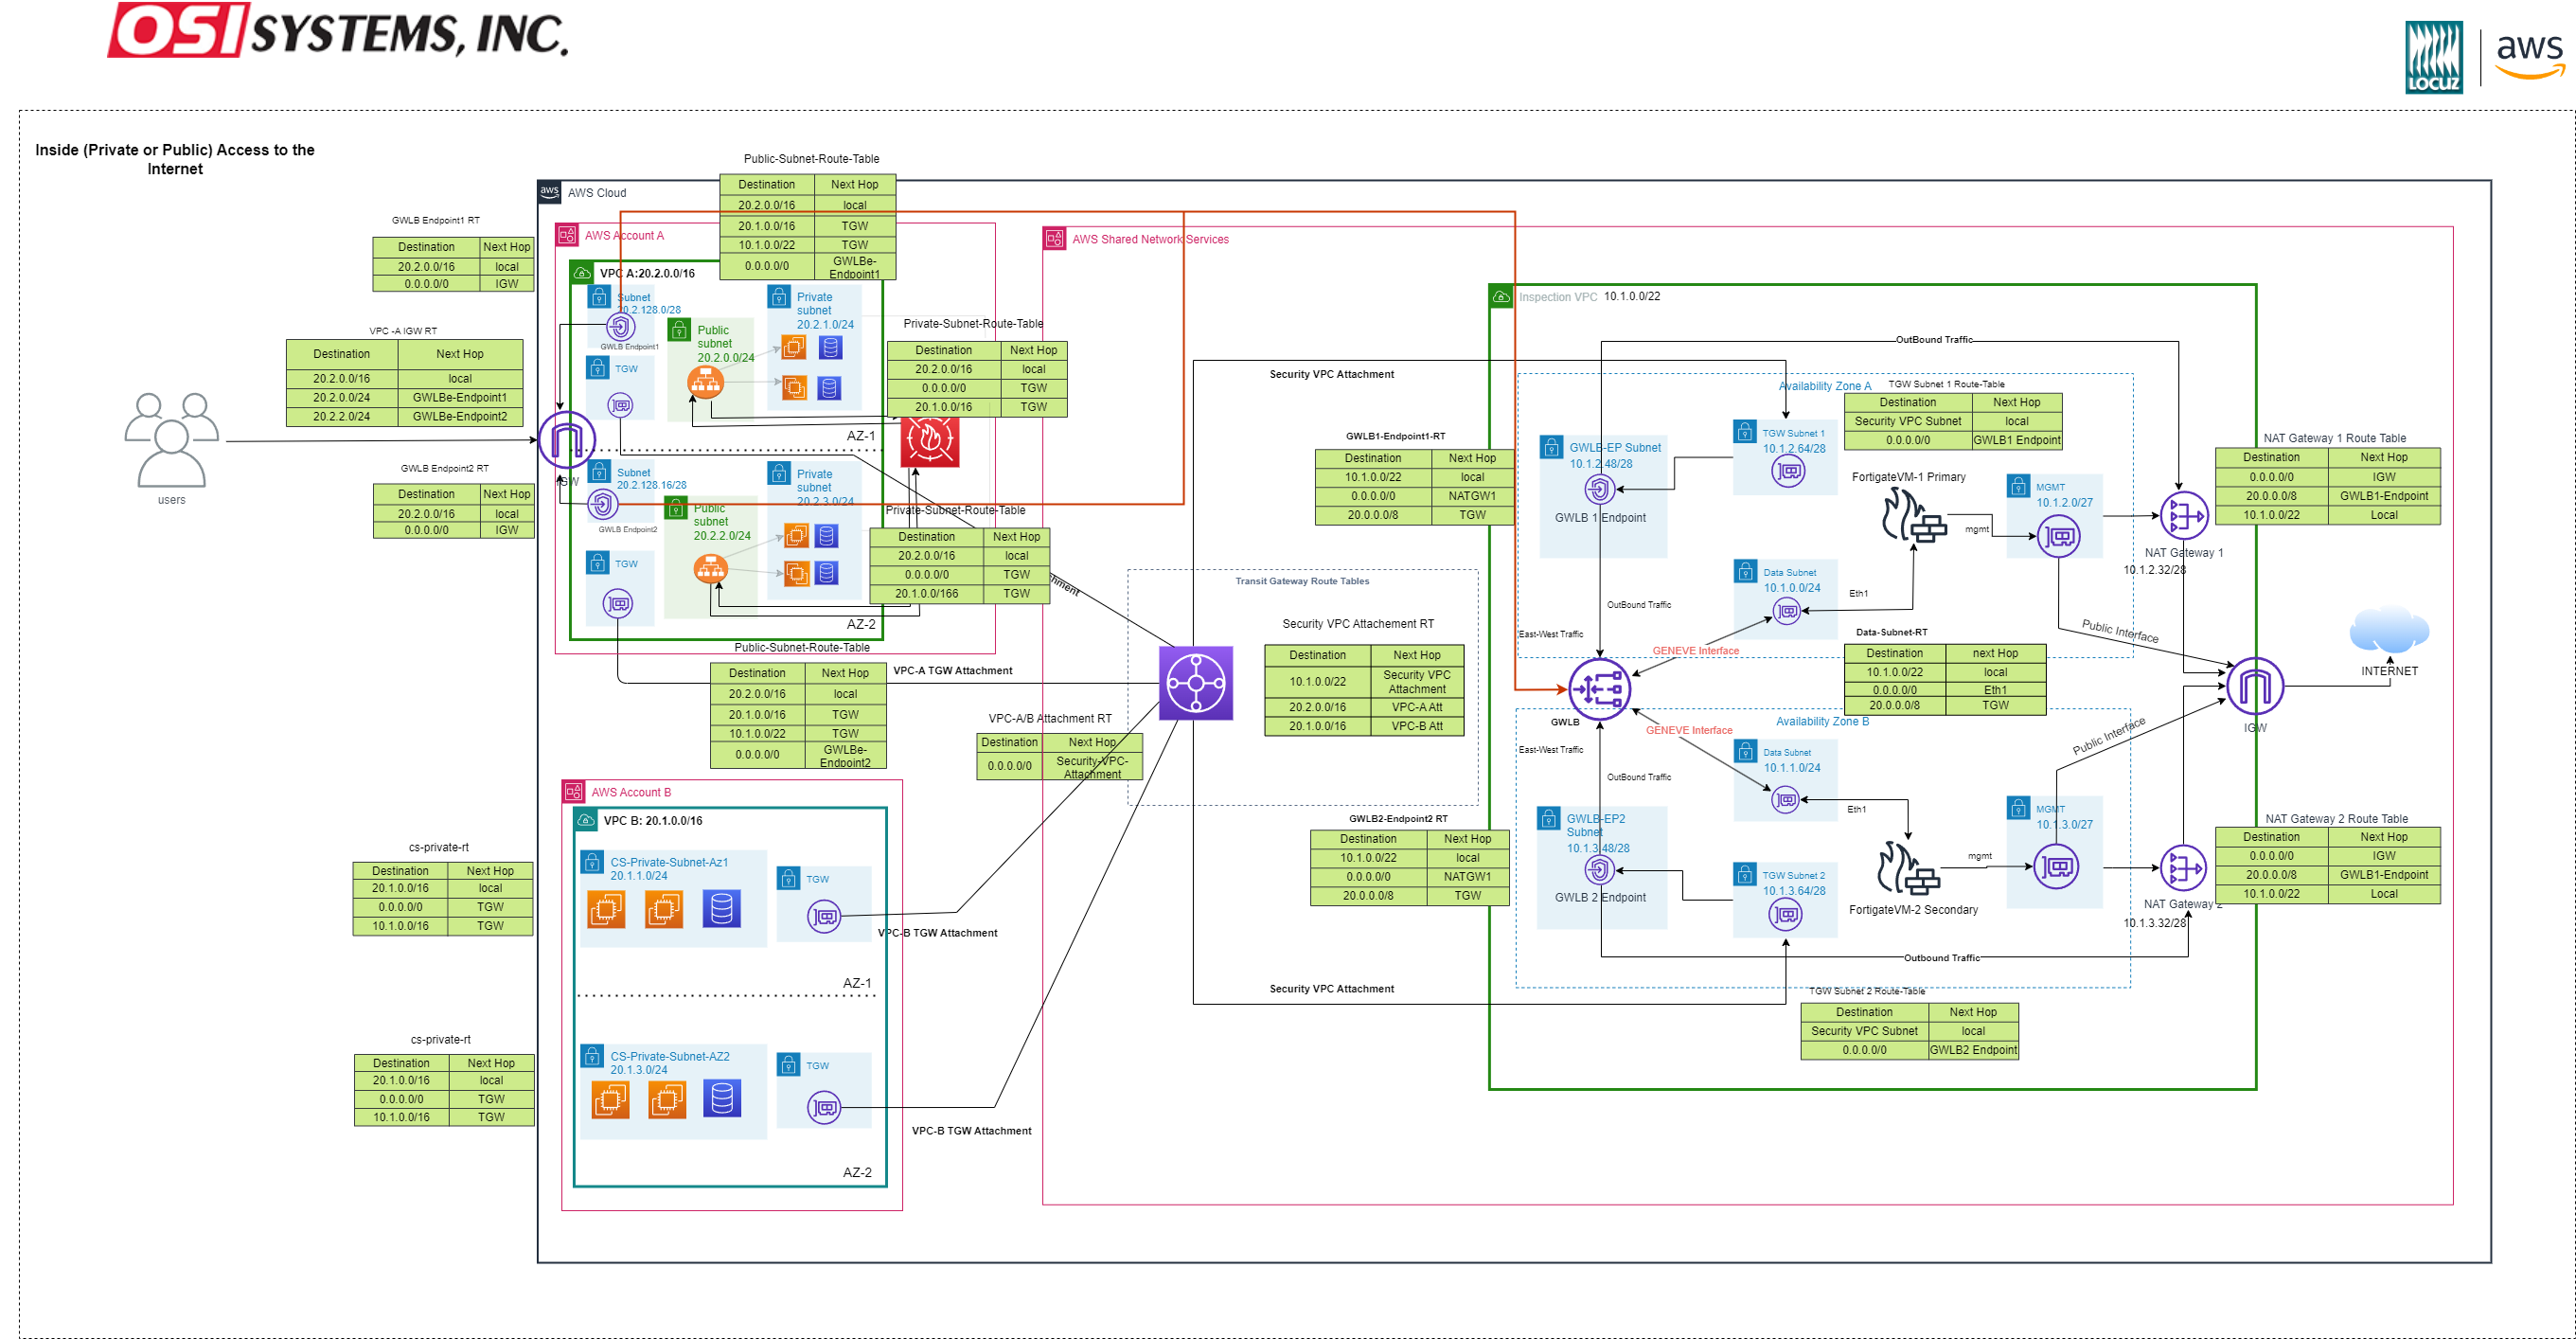 OSI SYSTEMS, INC.
LOCUZ
aws
Inside (Private or Public) Access to the
Internet
aws
AWS Cloud
Public-Subnet-Route-Table
Destination Next Hop
20.2.0.0/16 local
20.1.0.0/16 TGW
10.1.0.0/22 TGW
0.0.0.0/0 GWLBe-
Endpoint1
GWLB Endpoint1 RT
Destination Next Hop
20.2.0.0/16 local
0.0.0.0/0 IGW
VPC -A IGW RT
Destination Next Hop
20.2.0.0/16 local
20.2.0.0/24 GWLBe-Endpoint1
20.2.2.0/24 GWLBe-Endpoint2
users
GWLB Endpoint2 RT
Destination Next Hop
20.2.0.0/16 local
0.0.0.0/0 IGW
IGW
AWS Account A
VPC A:20.2.0.0/16
Subnet
20.2.128.0/28
GWLB Endpoint1
TGW
Public
subnet
20.2.0.0/24
Private
subnet
20.2.1.0/24
AZ-1
Private-Subnet-Route-Table
Destination Next Hop
20.2.0.0/16 local
0.0.0.0/0 TGW
20.1.0.0/16 TGW
Subnet
20.2.128.16/28
GWLB Endpoint2
TGW
Public
subnet
20.2.2.0/24
Private
subnet
20.2.3.0/24
AZ-2
Private-Subnet-Route-Table
Destination Next Hop
20.2.0.0/16 local
0.0.0.0/0 TGW
20.1.0.0/166 TGW
hment
Public-Subnet-Route-Table
Destination Next Hop
20.2.0.0/16 local
20.1.0.0/16 TGW
10.1.0.0/22 TGW
0.0.0.0/0 GWLBe-
Endpoint2
VPC-A TGW Attachment
VPC-A/B Attachment RT
Destination Next Hop
0.0.0.0/0 Security-VPC-
Attachment
AWS Account B
VPC B: 20.1.0.0/16
CS-Private-Subnet-Az1
20.1.1.0/24
TGW
VPC-B TGW Attachment
AZ-1
CS-Private-Subnet-AZ2
20.1.3.0/24
TGW
VPC-B TGW Attachment
AZ-2
cs-private-rt
Destination Next Hop
20.1.0.0/16 local
0.0.0.0/0 TGW
10.1.0.0/16 TGW
cs-private-rt
Destination Next Hop
20.1.0.0/16 local
0.0.0.0/0 TGW
10.1.0.0/16 TGW
AWS Shared Network Services
Security VPC Attachment
Transit Gateway Route Tables
Security VPC Attachement RT
Destination Next Hop
10.1.0.0/22 Security VPC
Attachment
20.2.0.0/16 VPC-A Att
20.1.0.0/16 VPC-B Att
Security VPC Attachment
GWLB1-Endpoint1-RT
Destination Next Hop
10.1.0.0/22 local
0.0.0.0/0 NATGW1
20.0.0.0/8 TGW
GWLB2-Endpoint2 RT
Destination Next Hop
10.1.0.0/22 local
0.0.0.0/0 NATGW1
20.0.0.0/8 TGW
Inspection VPC 10.1.0.0/22
OutBound Traffic
Availability Zone A
TGW Subnet 1 Route-Table
Destination Next Hop
Security VPC Subnet local
0.0.0.0/0 GWLB1 Endpoint
GWLB-EP Subnet
10.1.2.48/28
GWLB 1 Endpoint
TGW Subnet 1
10.1.2.64/28
FortigateVM-1 Primary
mgmt
MGMT
10.1.2.0/27
NAT Gateway 1
10.1.2.32/28
Data Subnet
10.1.0.0/24
Eth1
OutBound Traffic
East-West Traffic
GENEVE Interface
Public Interface
Data-Subnet-RT
Destination next Hop
10.1.0.0/22 local
0.0.0.0/0 Eth1
20.0.0.0/8 TGW
GWLB
Availability Zone B
GENEVE Interface
East-West Traffic
OutBound Traffic
Data Subnet
10.1.1.0/24
Eth1
Public Interface
GWLB-EP2
Subnet
10.1.3.48/28
GWLB 2 Endpoint
TGW Subnet 2
10.1.3.64/28
FortigateVM-2 Secondary
mgmt
MGMT
10.1.3.0/27
NAT Gateway 2
10.1.3.32/28
Outbound Traffic
TGW Subnet 2 Route-Table
Destination Next Hop
Security VPC Subnet local
0.0.0.0/0 GWLB2 Endpoint
NAT Gateway 1 Route Table
Destination Next Hop
0.0.0.0/0 IGW
20.0.0.0/8 GWLB1-Endpoint
10.1.0.0/22 Local
IGW
INTERNET
NAT Gateway 2 Route Table
Destination Next Hop
0.0.0.0/0 IGW
20.0.0.0/8 GWLB1-Endpoint
10.1.0.0/22 Local